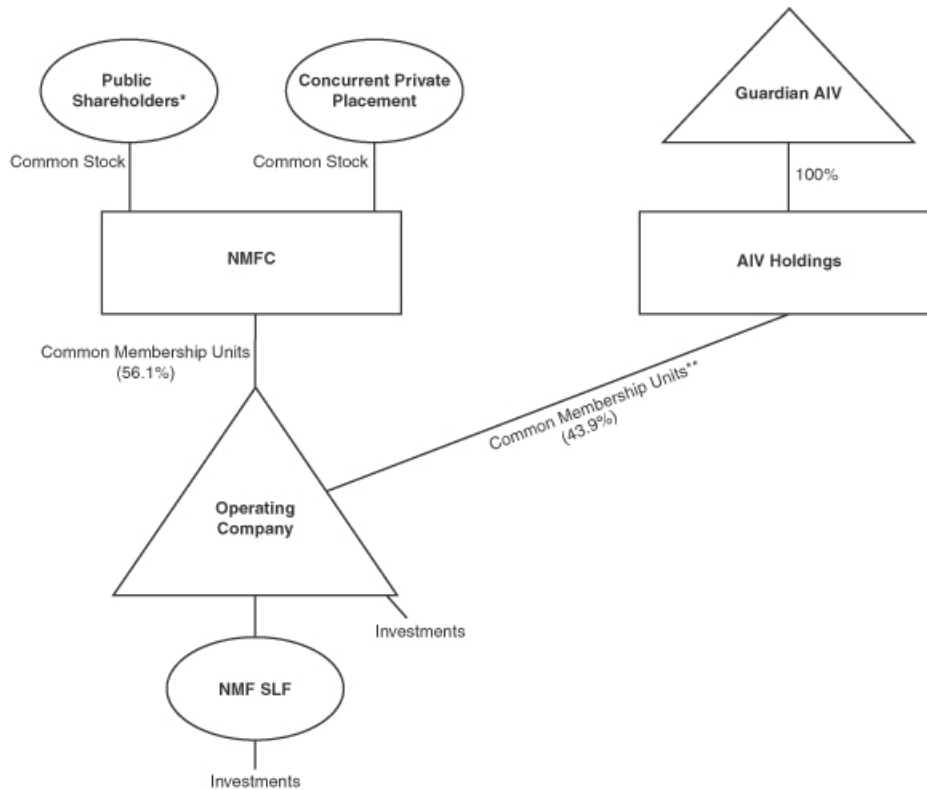 Public
Shareholders*
Concurrent Private
Placement
Guardian AIV
Common Stock
Common Stock
100%
NMFC
AIV Holdings
Common Membership Units
(56.1%)
Common Membership Units**
(43.9%)
Operating
Company
Investments
NMF SLF
Investments